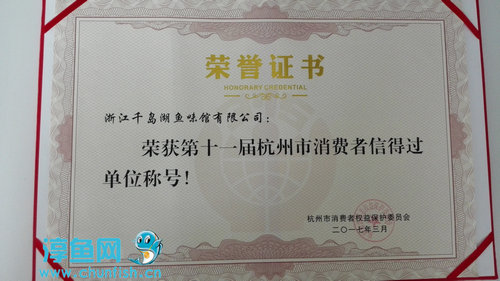 荣誉证书
HONORARY CREDENTIAL
浙江千岛湖鱼味馆有限公司：
荣获第十一届杭州市消费者信得过
单位称号！
杭州市消费者权益保护委员会
二〇一七年三月
淳鱼网
www.chunfish.cn